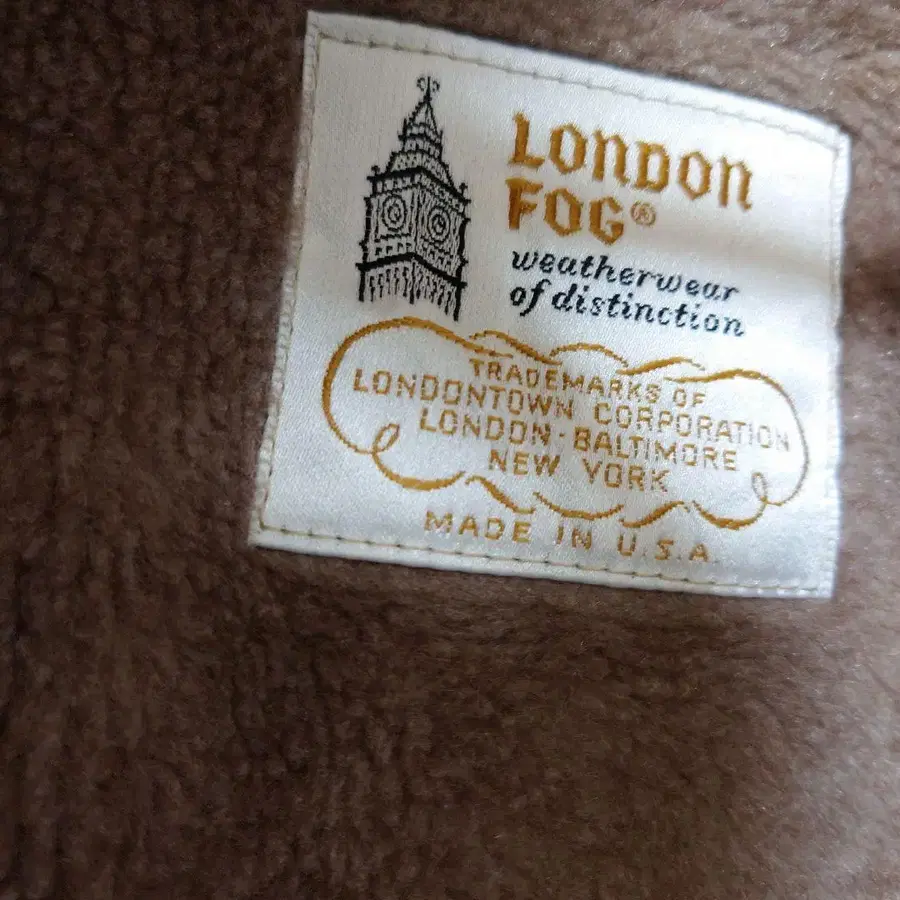 LONDON
FOG®
weatherwear
of distinction
TRADEMARKS OF
LONDONTOWN CORPORATION
LONDON - BALTIMORE
NEW YORK
MADE IN U.S.A.